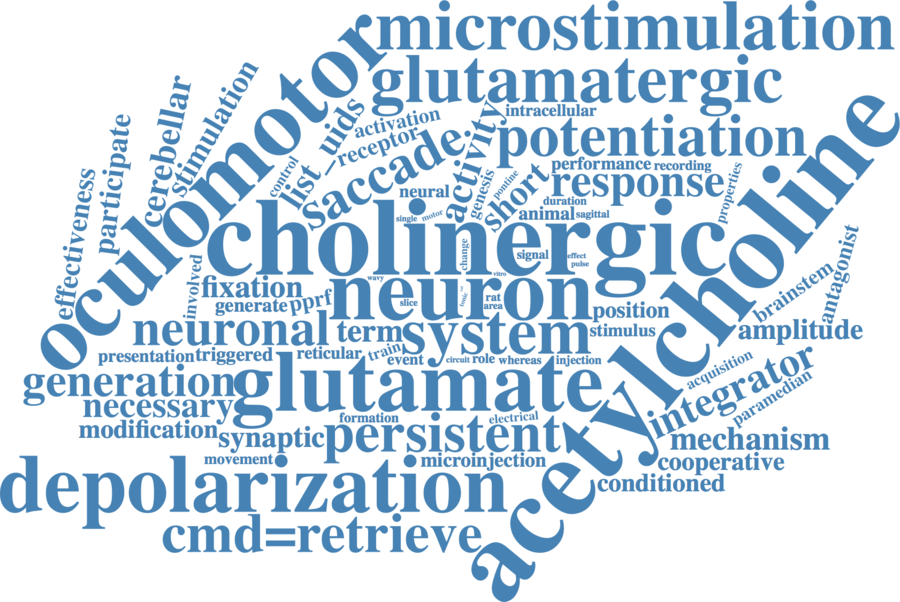 microstimulation
glutamatergic
oculomotor
acetylcholine
cholinergic
intracellular
potentiation
activation
receptor
list_uids
saccade
activity
stimulation
cerebellar
participate
effectiveness
control
genesis
pontine
short
performance
recording
response
properties
neural
duration
single
motor
animal
sagittal
change
signal
effect
pulse
involved
fixation
wavy
vitro
generate
pprf
neuron
slice
tonic
rat
area
position
brainstem
antagonist
neuronal
term
system
stimulus
amplitude
presentation
triggered
reticular
train
event
circuit
role
whereas
injection
acquisition
generation
glutamate
integrator
paramedian
necessary
formation
electrical
modification
synaptic
persistent
mechanism
movement
microinjection
cooperative
depolarization
conditioned
cmd=retrieve